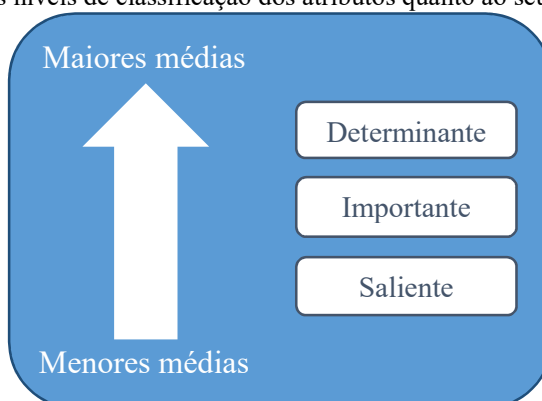 níveis de classificação dos atributos quanto ao
Maiores médias
Determinante
Importante
Saliente
Menores médias